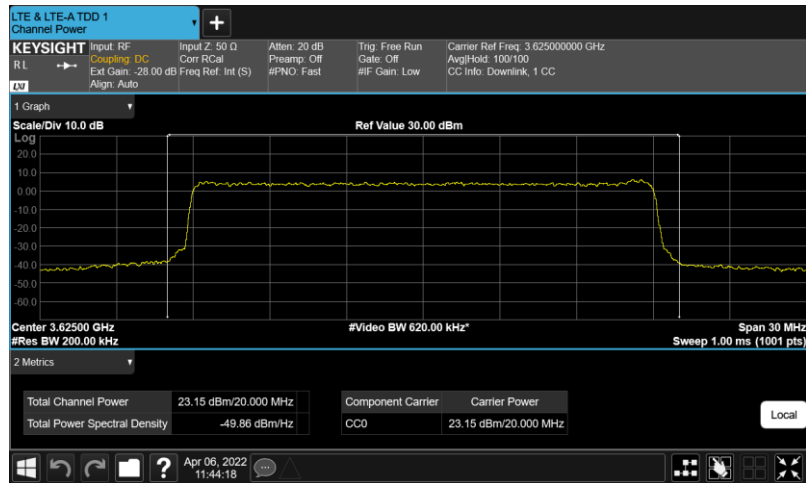 LTE & LTE-A TDD 1
Channel Power
+
KEYSIGHT
R L
LXI
Input: RF
Coupling: DC
Ext Gain: -28.00 dB
Align: Auto
Input Z: 50 Ω
Corr RCal
Freq Ref: Int (S)
Atten: 20 dB
Preamp: Off
#PNO: Fast
Trig: Free Run
Gate: Off
#IF Gain: Low
Carrier Ref Freq: 3.625000000 GHz
Avg|Hold: 100/100
CC Info: Downlink, 1 CC
1 Graph
Scale/Div 10.0 dB
Ref Value 30.00 dBm
Log
20.0
10.0
0.00
-10.0
-20.0
-30.0
-40.0
-50.0
-60.0
Center 3.62500 GHz
#Video BW 620.00 kHz*
Span 30 MHz
#Res BW 200.00 kHz
Sweep 1.00 ms (1001 pts)
2 Metrics
Total Channel Power 23.15 dBm/20.000 MHz
Total Power Spectral Density -49.86 dBm/Hz
Component Carrier Carrier Power
CC0 23.15 dBm/20.000 MHz
Local
?
Apr 06, 2022
11:44:18